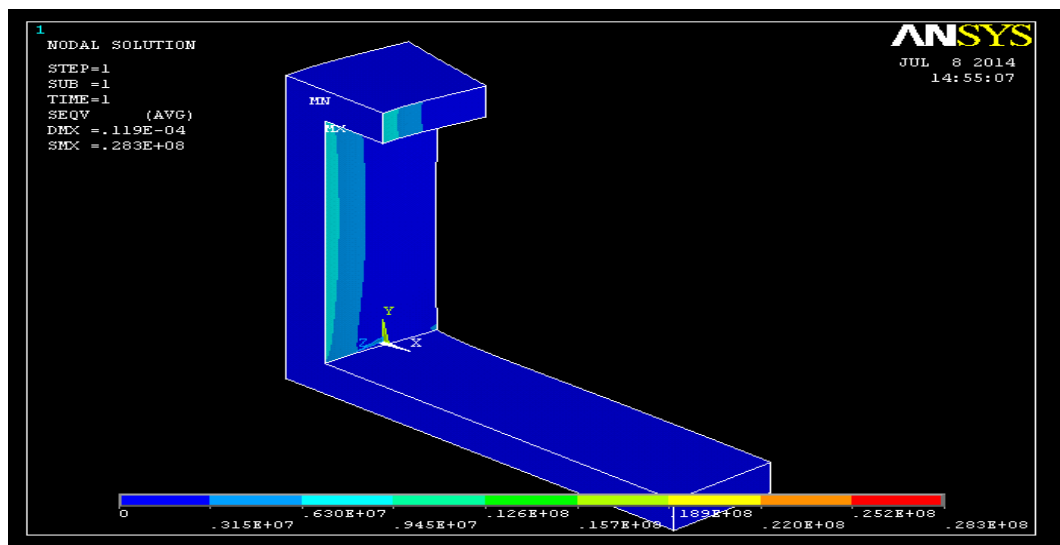 1
NODAL SOLUTION
ANSYS
JUL 8 2014
14:55:07
STEP=1
SUB =1
TIME=1
SEQV (AVG)
DMX =.119E-04
SMX =.283E+08
MN
MX
Y
Z X
0 .630E+07 .126E+08 .189E+08 .252E+08
.315E+07 .945E+07 .157E+08 .220E+08 .283E+08